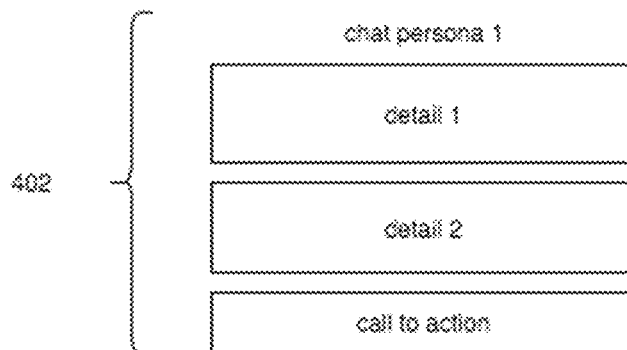 chat persona 1
detail 1
402
detail 2
call to action